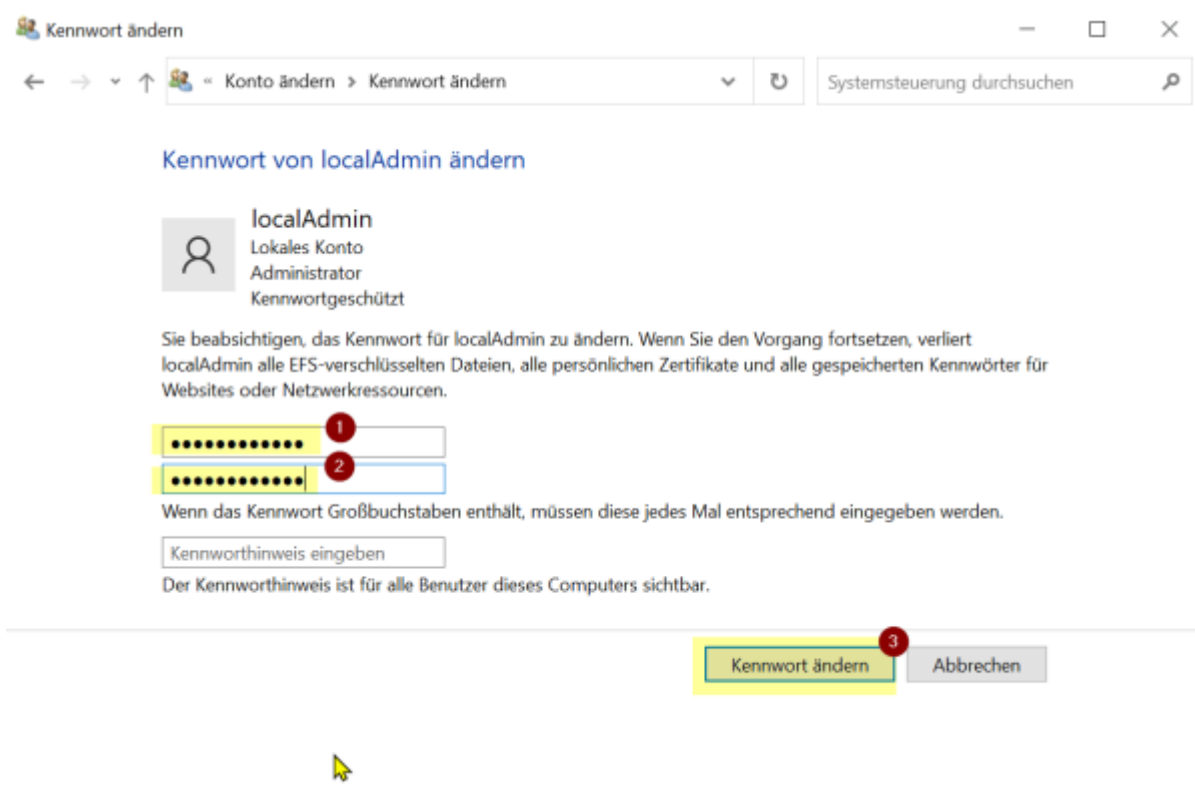 Kennwort ändern
« Konto ändern > Kennwort ändern
Systemsteuerung durchsuchen
Kennwort von localAdmin ändern
localAdmin
Lokales Konto
Administrator
Kennwortgeschützt
Sie beabsichtigen, das Kennwort für localAdmin zu ändern. Wenn Sie den Vorgang fortsetzen, verliert
localAdmin alle EFS-verschlüsselten Dateien, alle persönlichen Zertifikate und alle gespeicherten Kennwörter für
Websites oder Netzwerkressourcen.
●●●●●●●●●●●● 1
●●●●●●●●●●●● 2
Wenn das Kennwort Großbuchstaben enthält, müssen diese jedes Mal entsprechend eingegeben werden.
Kennworthinweis eingeben
Der Kennworthinweis ist für alle Benutzer dieses Computers sichtbar.
3
Kennwort ändern Abbrechen